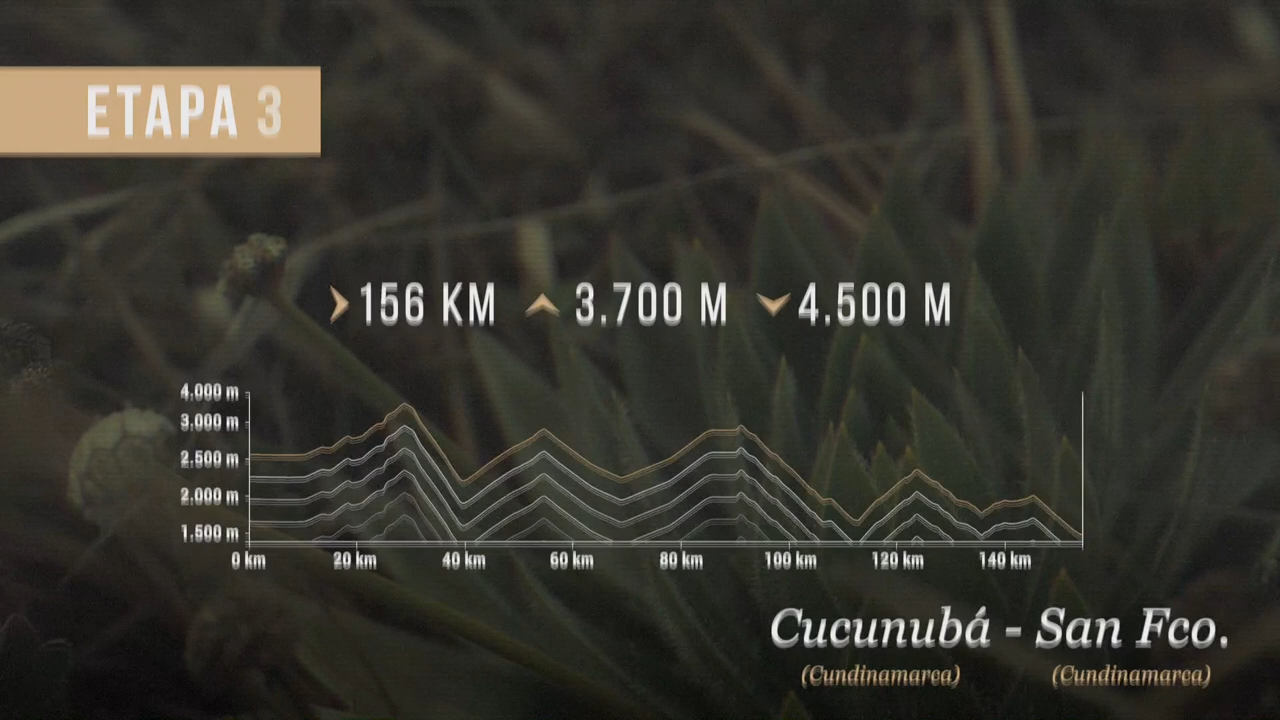 ETAPA 3
156 KM 3.700 M 4.500 M
4.000 m
3.000 m
2.500 m
2.000 m
1.500 m
0 km 20 km 40 km 60 km 80 km 100 km 120 km 140 km
Cucunubá - San Fco.
(Cundinamarca) (Cundinamarca)